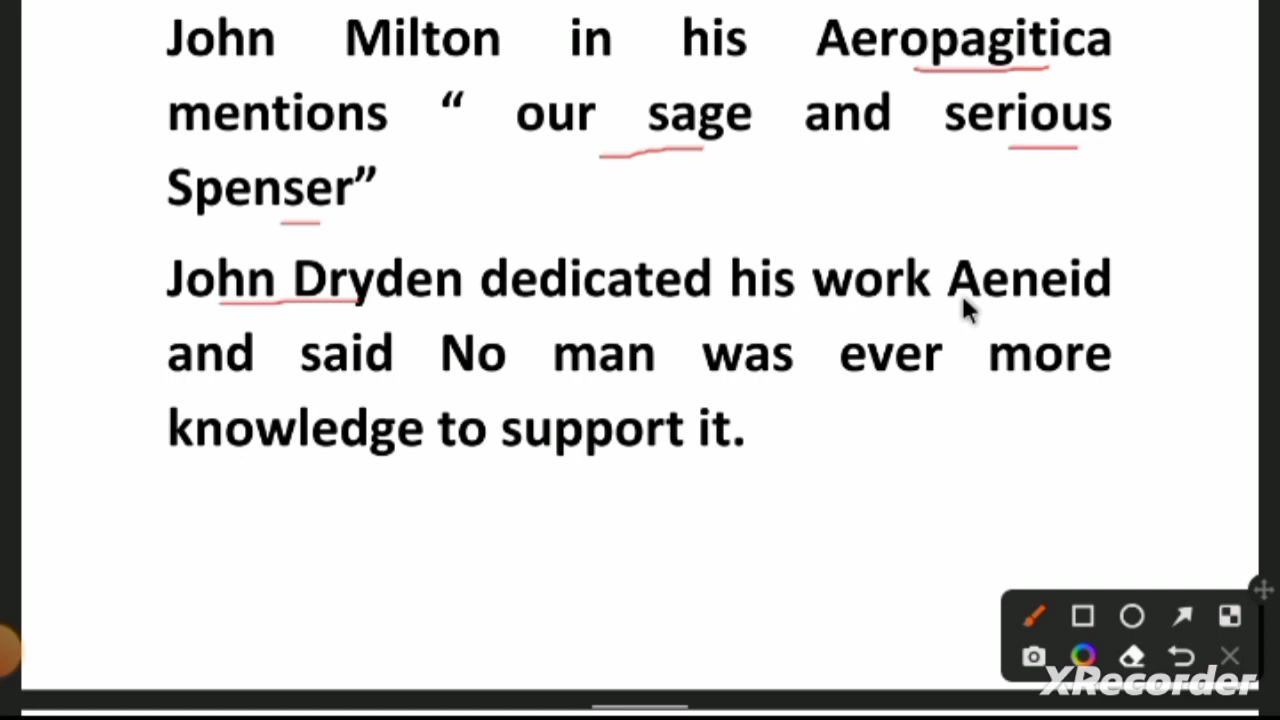 John Milton in his Aeropagitica
mentions “ our sage and serious
Spenser”
John Dryden dedicated his work Aeneid
and said No man was ever more
knowledge to support it.
XRecorder